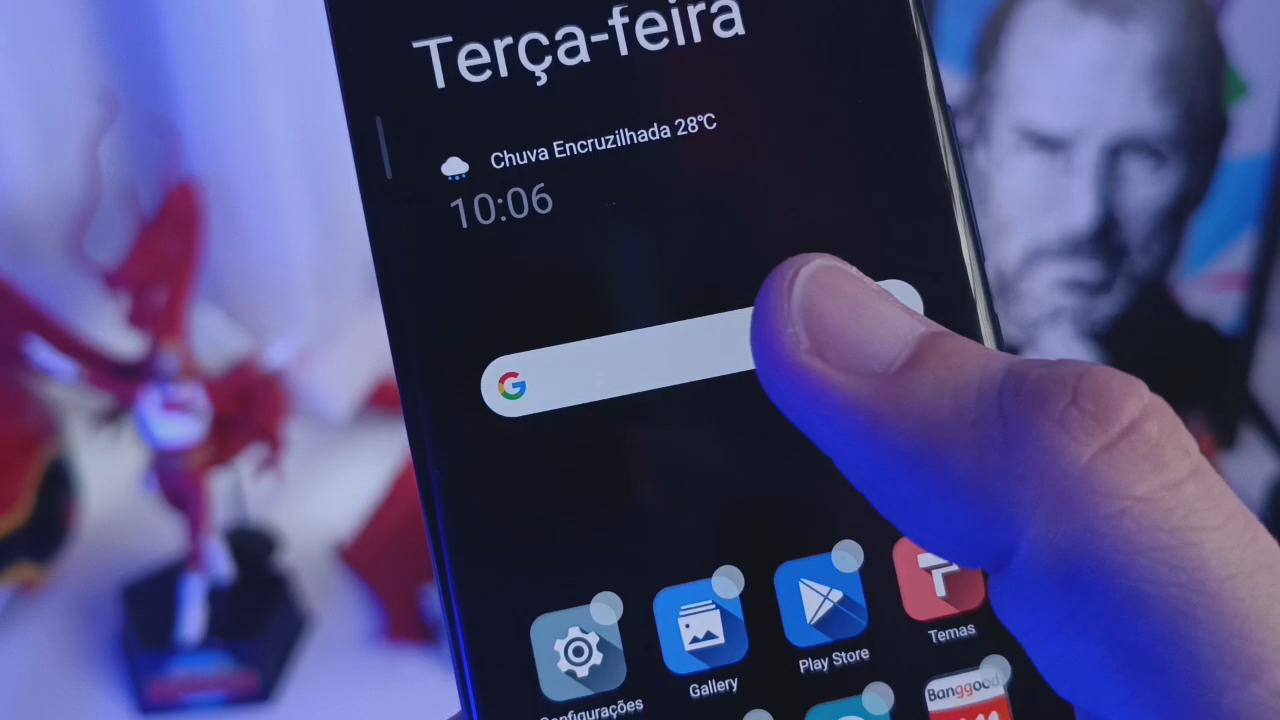 Terça-feira
Chuva Encruzilhada 28°C
10:06
G
Configurações
Gallery
Play Store
Temas
Banggood